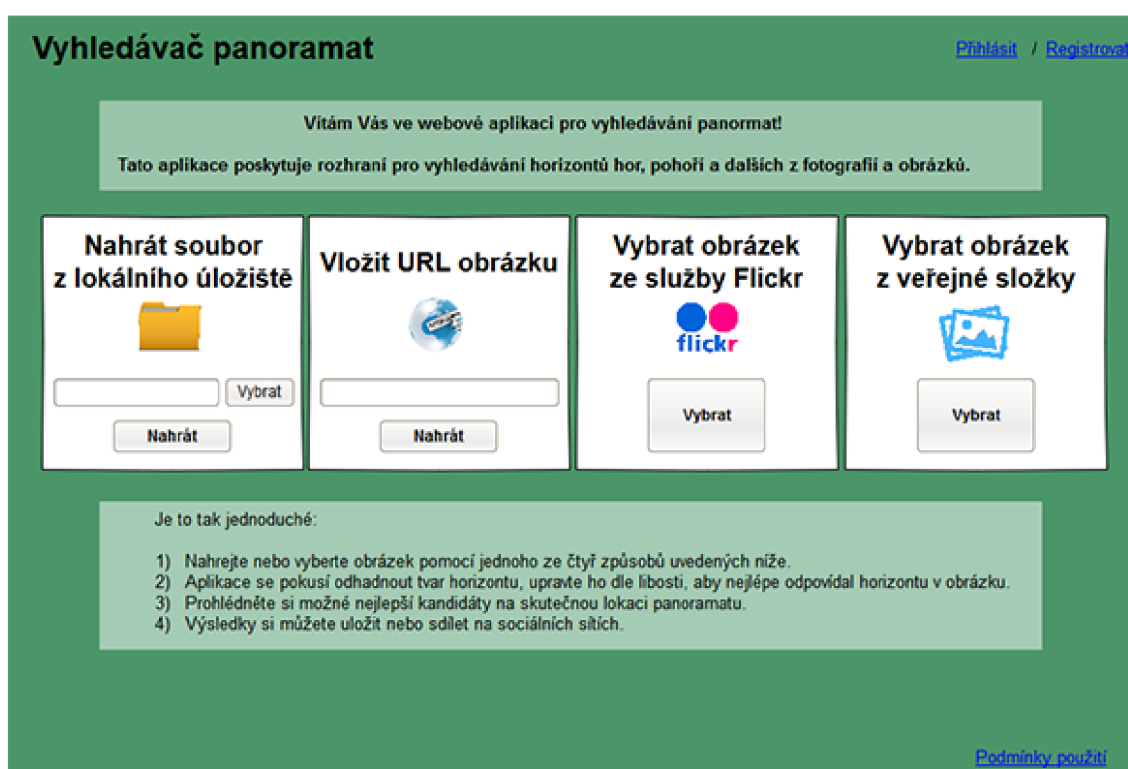 Vyhledávač panoramat
Přihlásit / Registrovat
Vítám Vás ve webové aplikaci pro vyhledávání panormat!
Tato aplikace poskytuje rozhraní pro vyhledávání horizontů hor, pohoří a dalších z fotografií a obrázků.
Nahrát soubor
z lokálního úložiště
Vybrat
Nahrát
Vložit URL obrázku
Nahrát
Vybrat obrázek
ze služby Flickr
flickr
Vybrat
Vybrat obrázek
z veřejné složky
Vybrat
Je to tak jednoduché:
1) Nahrejte nebo vyberte obrázek pomocí jednoho ze čtyř způsobů uvedených níže.
2) Aplikace se pokusí odhadnout tvar horizontu, upravte ho dle libosti, aby nejlépe odpovídal horizontu v obrázku.
3) Prohlédněte si možné nejlepší kandidáty na skutečnou lokaci panoramatu.
4) Výsledky si můžete uložit nebo sdílet na sociálních sítích.
Podmínky použití